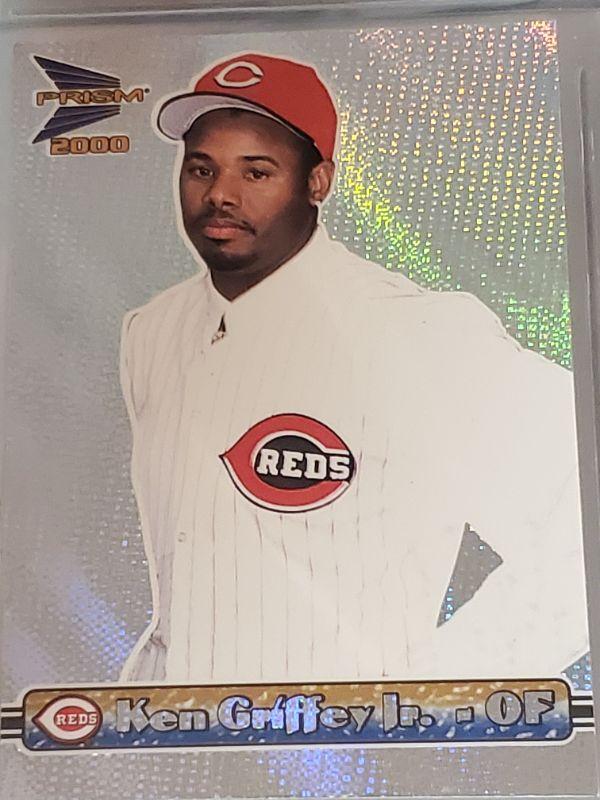 PRISM
2000
C
REDS
REDS Ken Griffey Jr. - OF